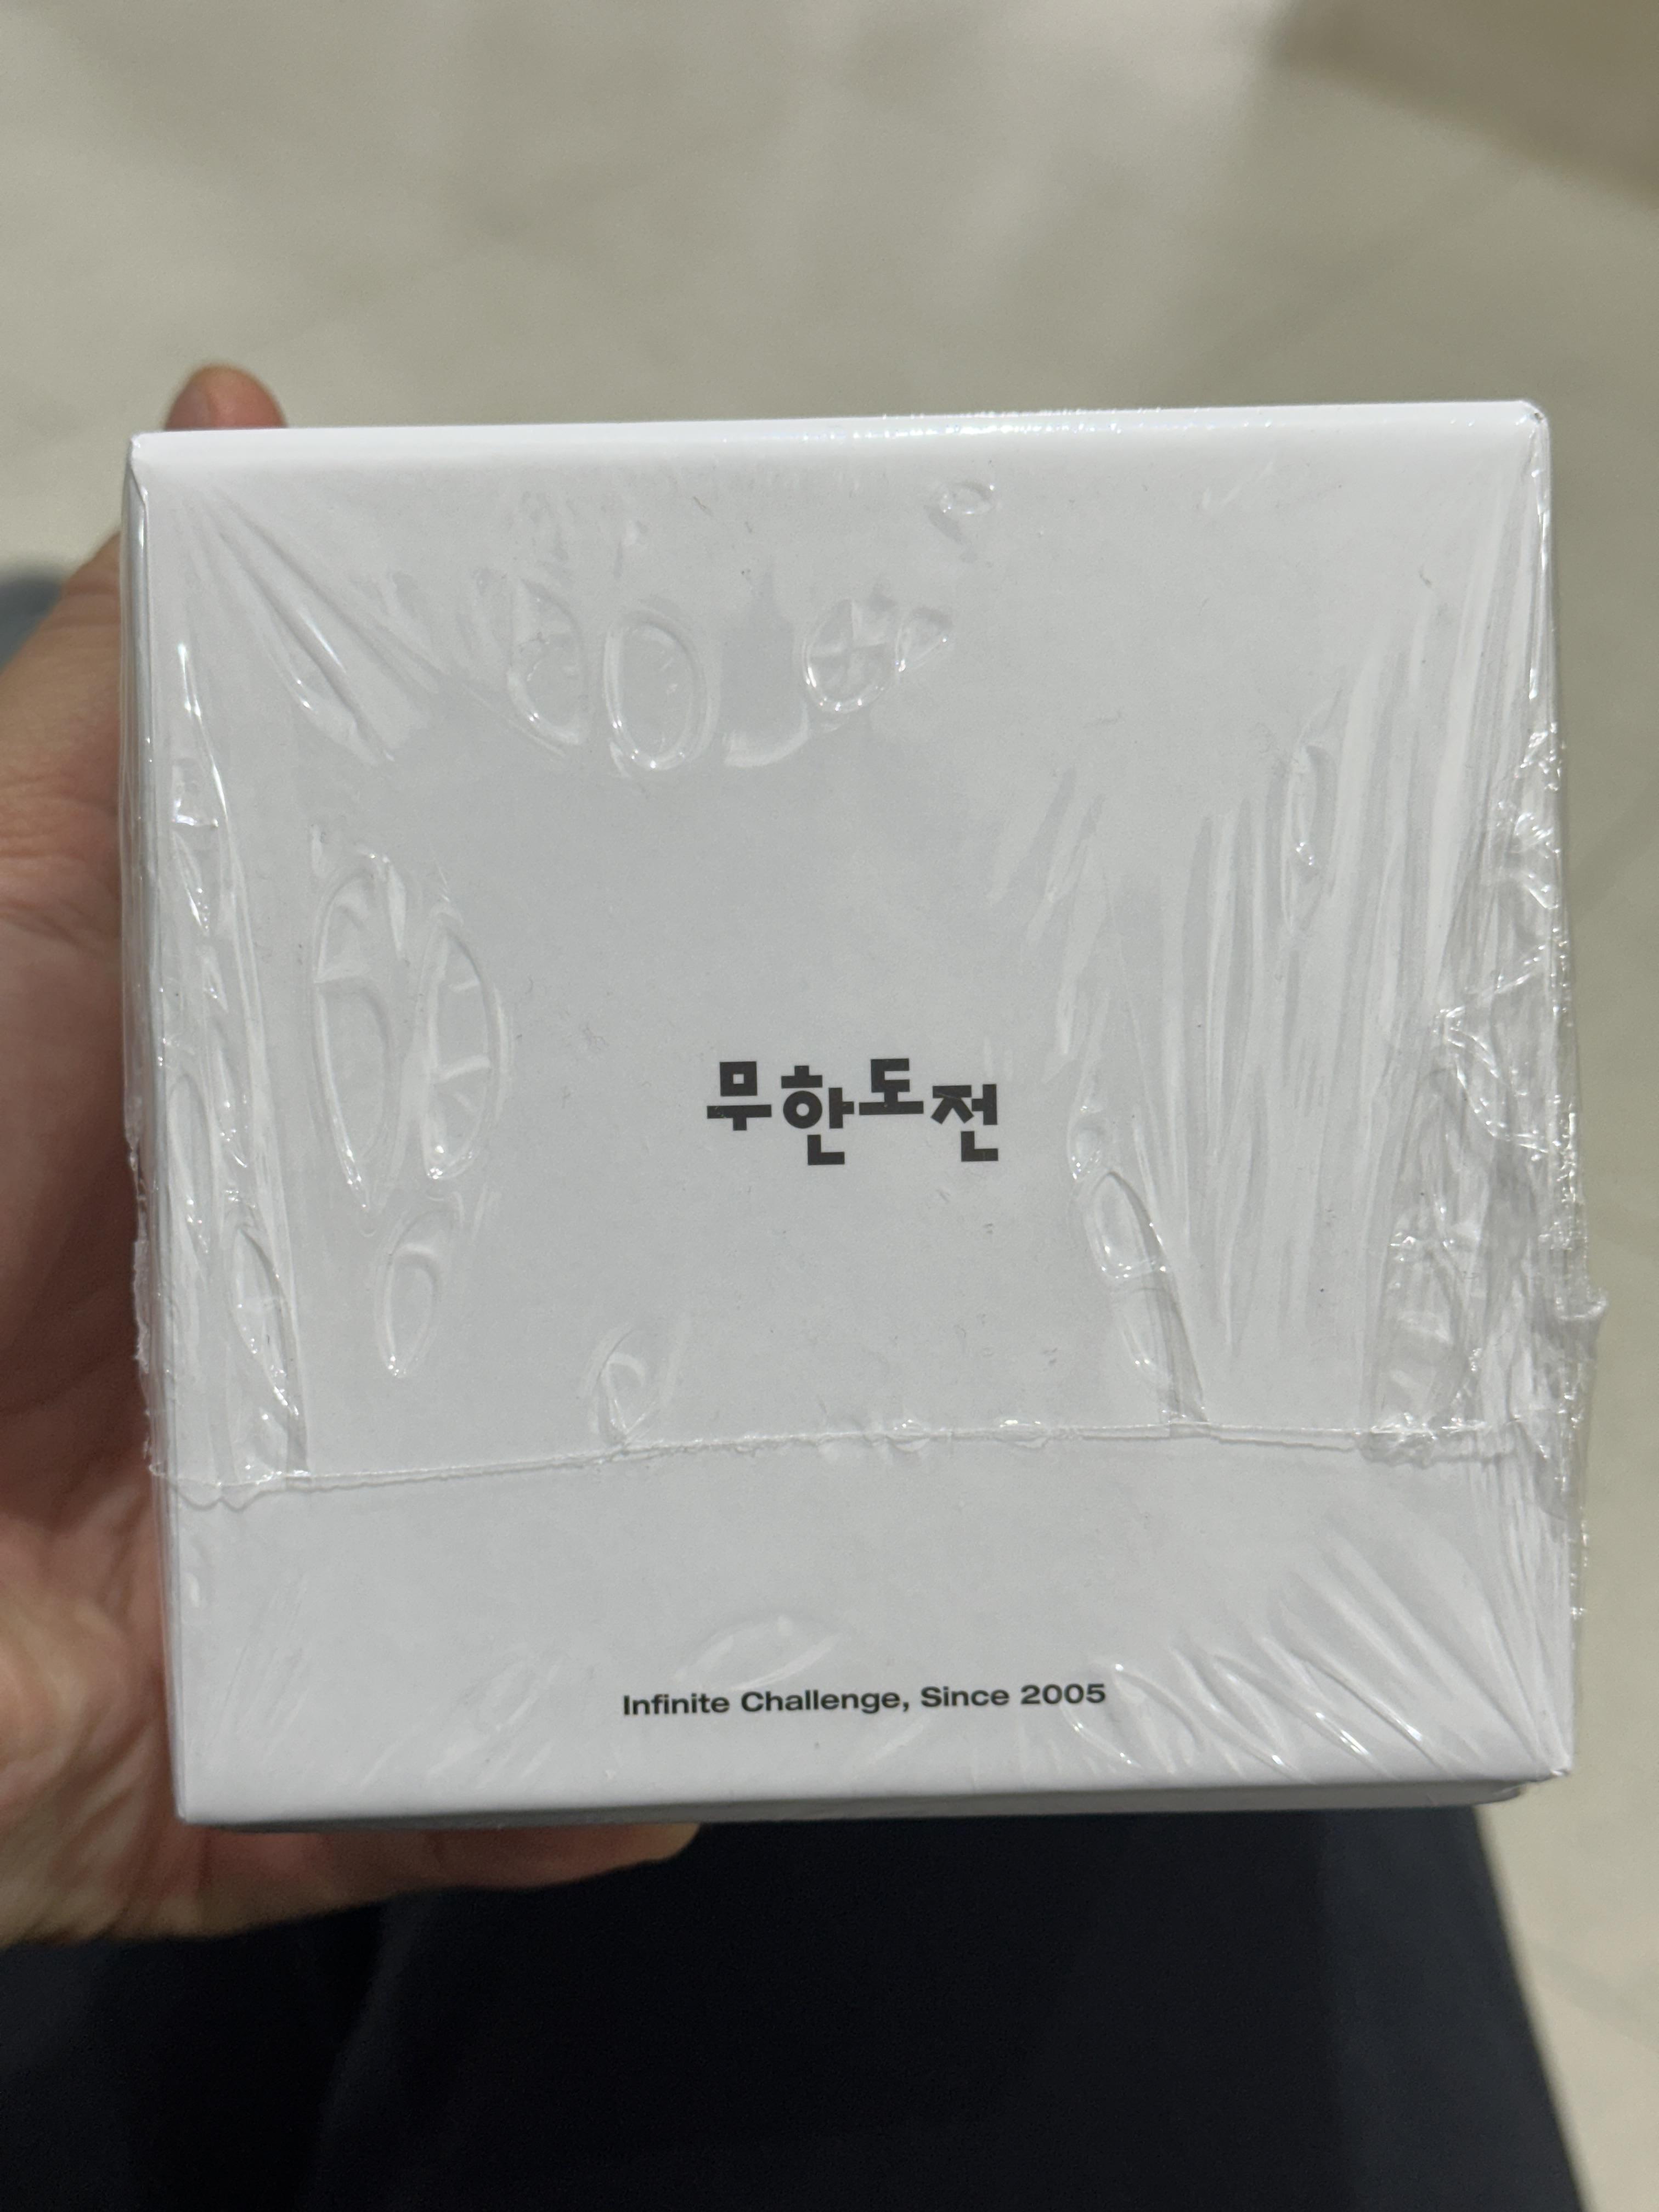 무한도전
Infinite Challenge, Since 2005